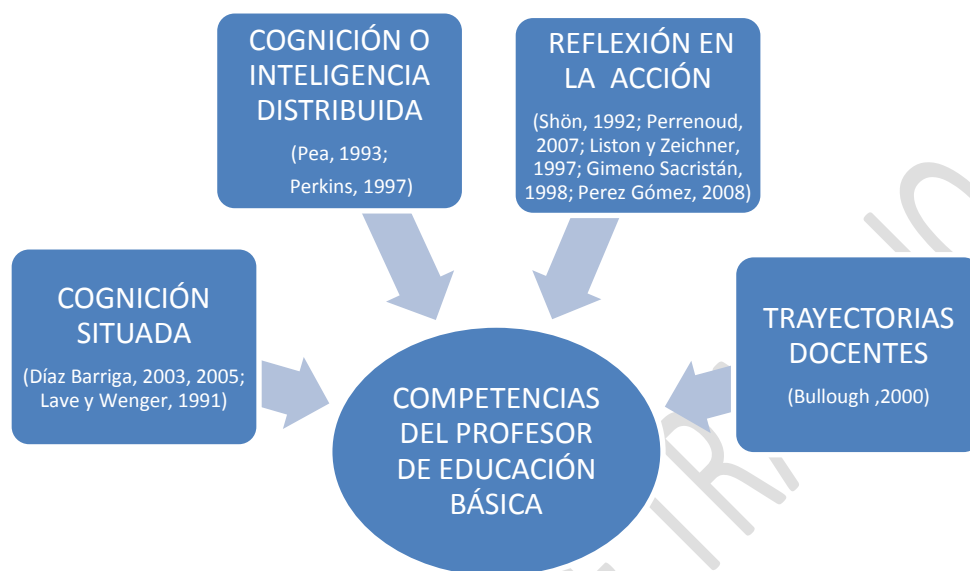 COGNICIÓN O
INTELIGENCIA
DISTRIBUIDA
(Pea, 1993;
Perkins, 1997)
REFLEXIÓN EN
LA ACCIÓN
(Shön, 1992; Perrenoud,
2007; Liston y Zeichner,
1997; Gimeno Sacristán,
1998; Perez Gómez, 2008)
COGNICIÓN
SITUADA
(Díaz Barriga, 2003, 2005;
Lave y Wenger, 1991)
TRAYECTORIAS
DOCENTES
(Bullough ,2000)
COMPETENCIAS
DEL PROFESOR
DE EDUCACIÓN
BÁSICA